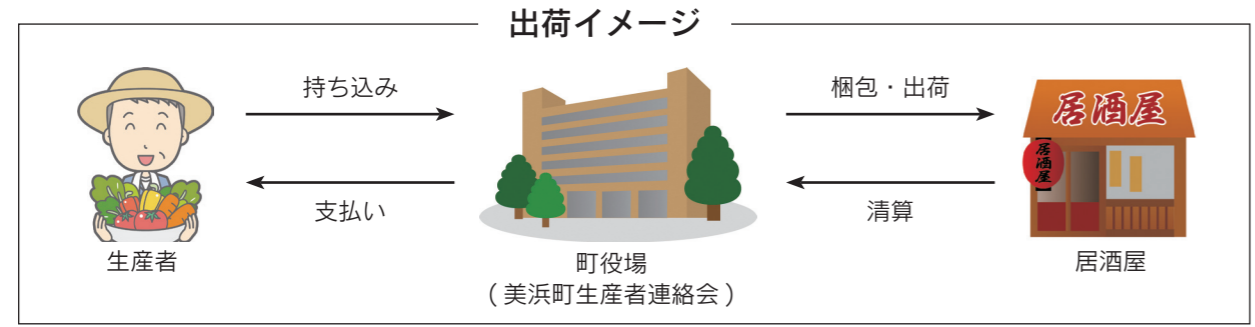 出荷イメージ
持ち込み
梱包・出荷
居酒屋
【居酒屋】
支払い
清算
生産者
町役場
居酒屋
(美浜町生産者連絡会)